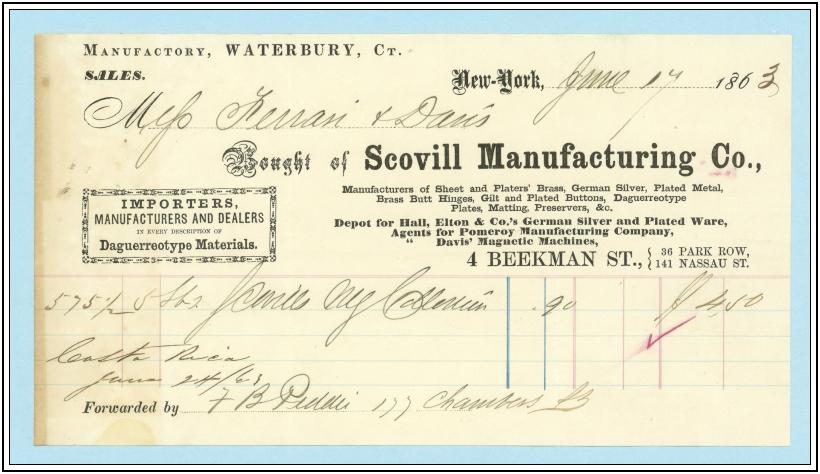 MANUFACTORY, WATERBURY, CT.
SALES.
New-York, June 17 1863
Mess Ferrari & Davis
Bought of Scovill Manufacturing Co.,
Manufacturers of Sheet and Platers' Brass, German Silver, Plated Metal,
Brass Butt Hinges, Gilt and Plated Buttons, Daguerreotype
Plates, Matting, Preservers, &c.
Depot for Hall, Elton & Co.'s German Silver and Plated Ware,
Agents for Pomeroy Manufacturing Company,
" Davis' Magnetic Machines,
4 BEEKMAN ST., { 36 PARK ROW,
141 NASSAU ST.
IMPORTERS,
MANUFACTURERS AND DEALERS
IN EVERY DESCRIPTION OF
Daguerreotype Materials.
575 1/2 5 lbs .90 $ 4.50
Costa Rica
June 24/63
Forwarded by F B Peddie 177 Chambers